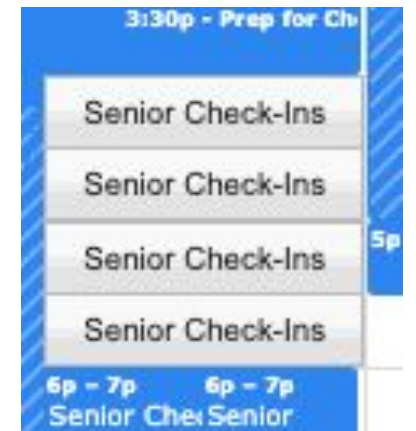 3:30p - Prep for Ch
Senior Check-Ins
Senior Check-Ins
Senior Check-Ins
5p
Senior Check-Ins
6p – 7p 6p – 7p
Senior Chec Senior